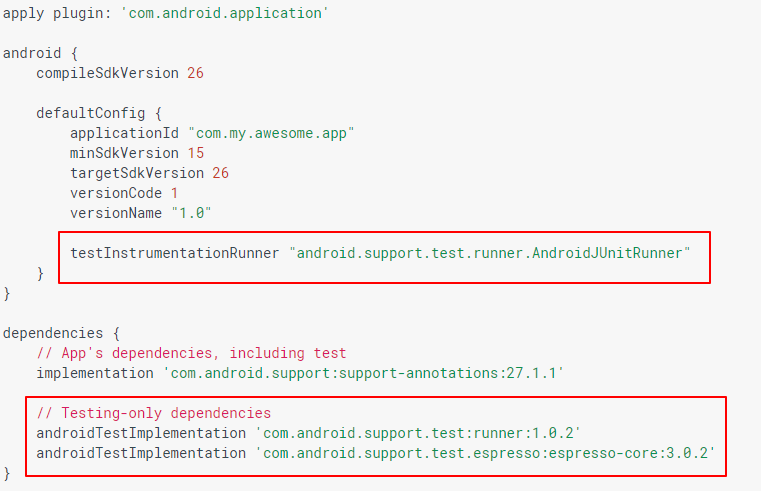 apply plugin: 'com.android.application'

android {
    compileSdkVersion 26

    defaultConfig {
        applicationId "com.my.awesome.app"
        minSdkVersion 15
        targetSdkVersion 26
        versionCode 1
        versionName "1.0"

        testInstrumentationRunner "android.support.test.runner.AndroidJUnitRunner"
    }
}

dependencies {
    // App's dependencies, including test
    implementation 'com.android.support:support-annotations:27.1.1'

    // Testing-only dependencies
    androidTestImplementation 'com.android.support.test:runner:1.0.2'
    androidTestImplementation 'com.android.support.test.espresso:espresso-core:3.0.2'
}